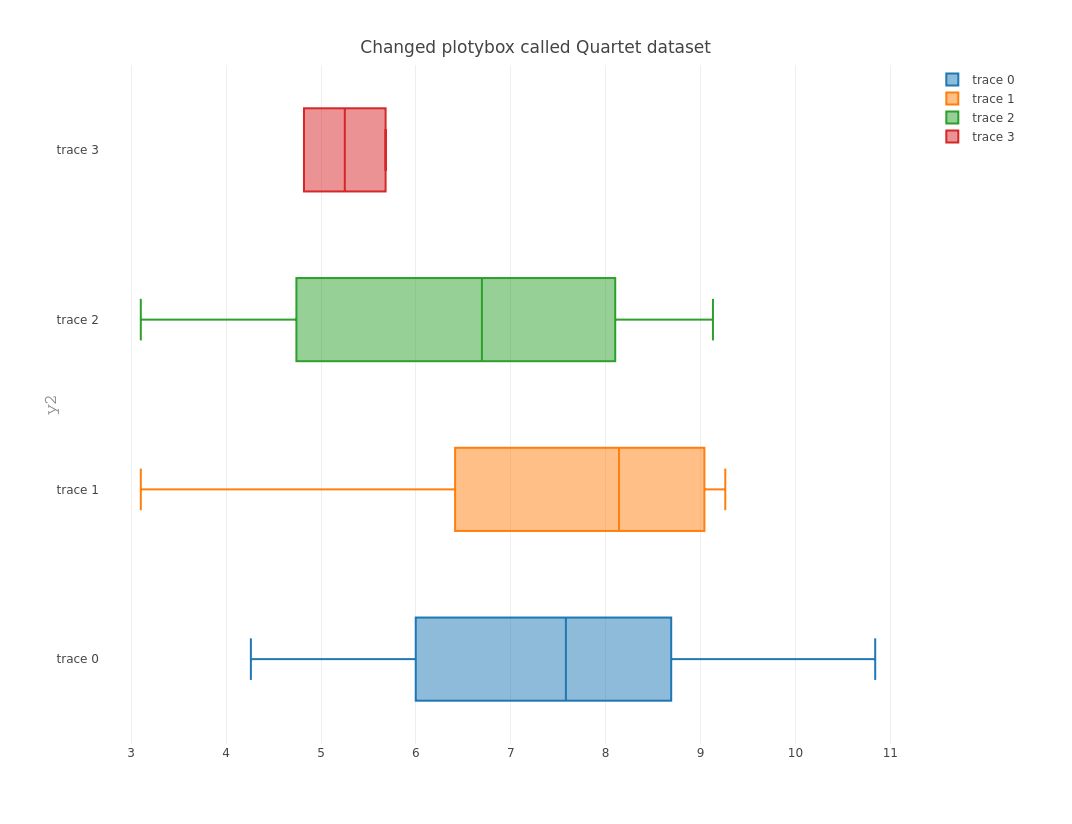 Changed plotybox called Quartet dataset
trace 0
trace 1
trace 2
trace 3
trace 3
trace 2
trace 1
trace 0
y2
3 4 5 6 7 8 9 10 11